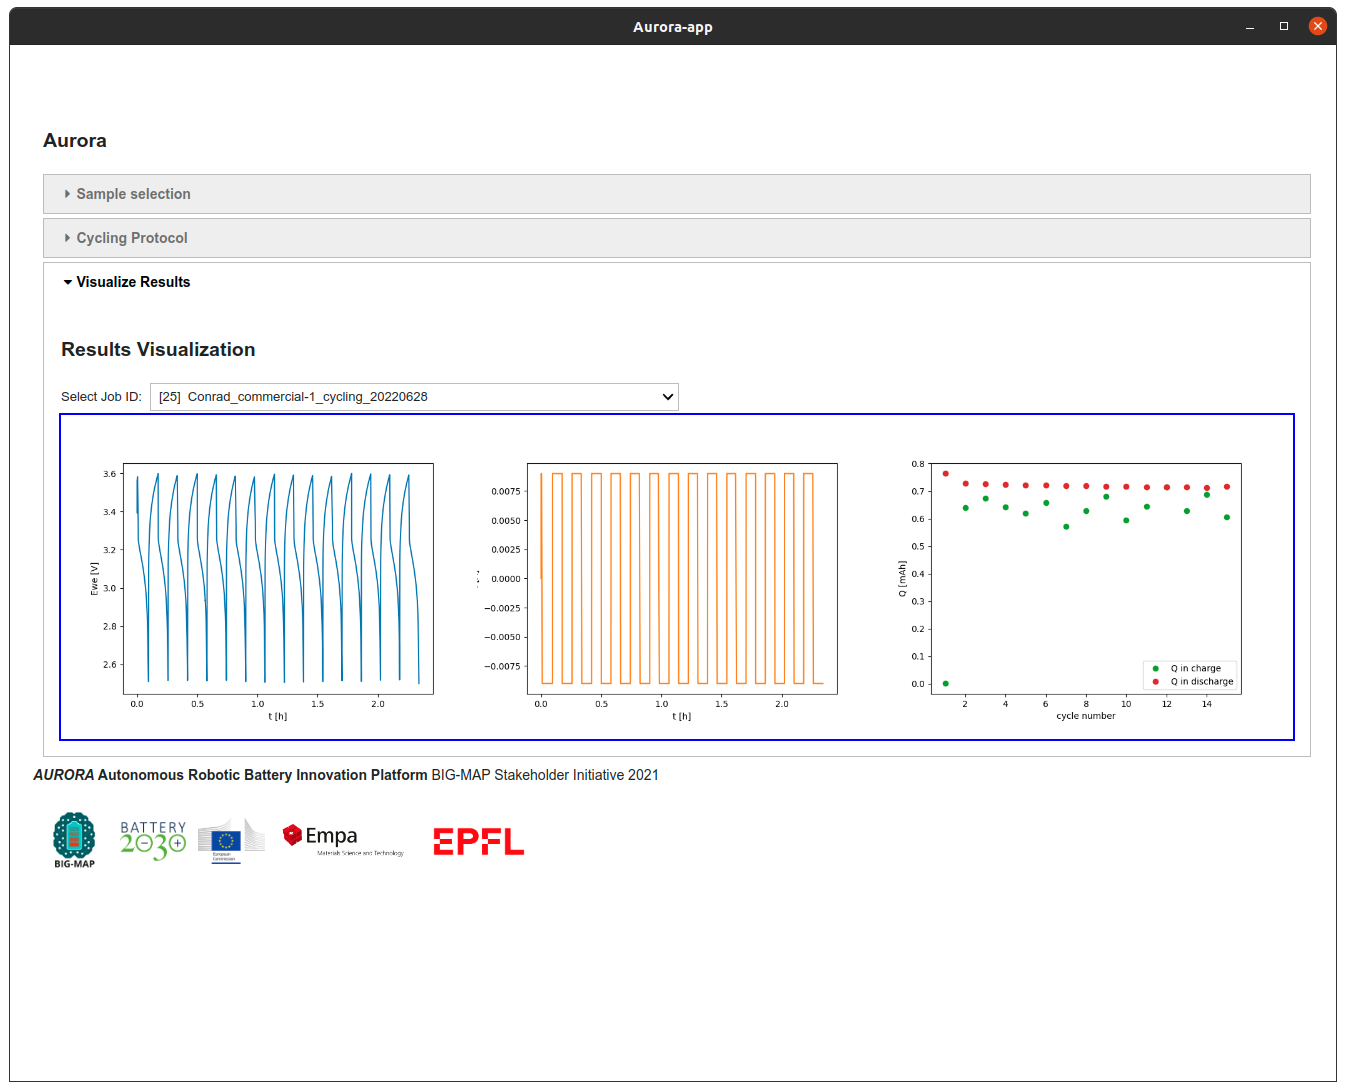 Aurora-app
Aurora
Sample selection
Cycling Protocol
Visualize Results
Results Visualization
Select Job ID: [25] Conrad_commercial-1_cycling_20220628
3.6
3.4
3.2
3.0
2.8
2.6
Ewe [V]
0.0 0.5 1.0 1.5 2.0
t [h]
0.0075
0.0050
0.0025
0.0000
−0.0025
−0.0050
−0.0075
0.0 0.5 1.0 1.5 2.0
t [h]
0.8
0.7
0.6
0.5
0.4
0.3
0.2
0.1
0.0
Q [mAh]
Q in charge
Q in discharge
2 4 6 8 10 12 14
cycle number
AURORA Autonomous Robotic Battery Innovation Platform BIG-MAP Stakeholder Initiative 2021
BIG-MAP
BATTERY
2030+
European
Commission
Empa
Materials Science and Technology
EPFL